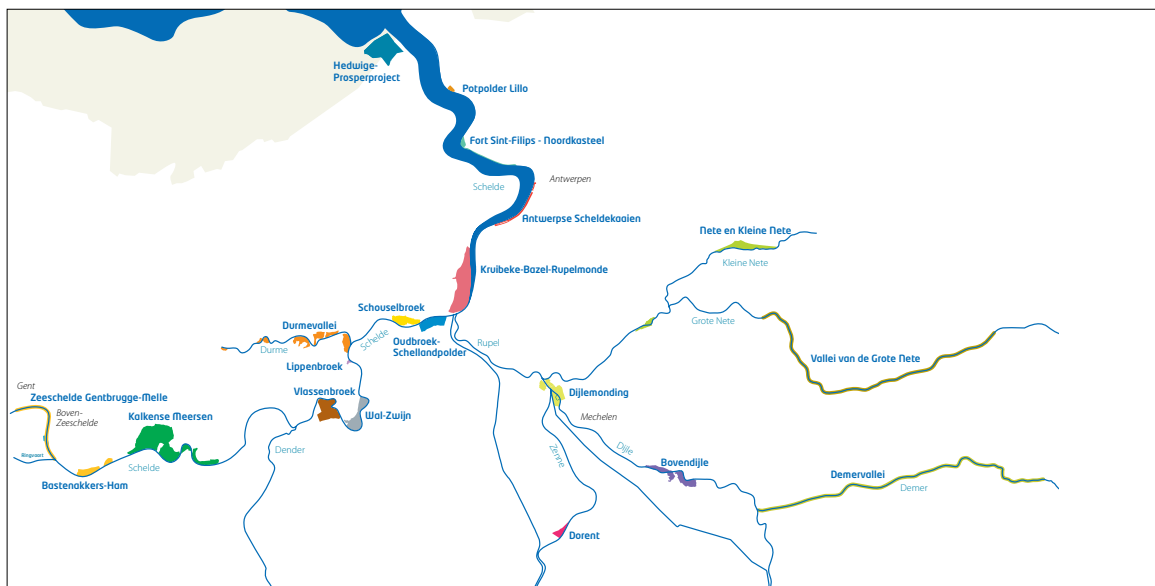 Hedwige-
Prosperproject
Potpolder Lillo
Fort Sint-Filips - Noordkasteel
Schelde
Antwerpen
Antwerpse Scheldekaaien
Nete en Kleine Nete
Kleine Nete
Kruibeke-Bazel-Rupelmonde
Schouselbroek
Grote Nete
Durmevallei
Durme
Schelde
Oudbroek-
Schellandpolder
Rupel
Vallei van de Grote Nete
Lippenbroek
Gent
Zeeschelde Gentbrugge-Melle
Vlassenbroek
Dijlemonding
Boven-
Zeeschelde
Kalkense Meersen
Wal-Zwijn
Mechelen
Dender
Zenne
Dijle
Ringvaart
Schelde
Bovendijle
Demervallei
Bastenakkers-Ham
Demer
Dorent